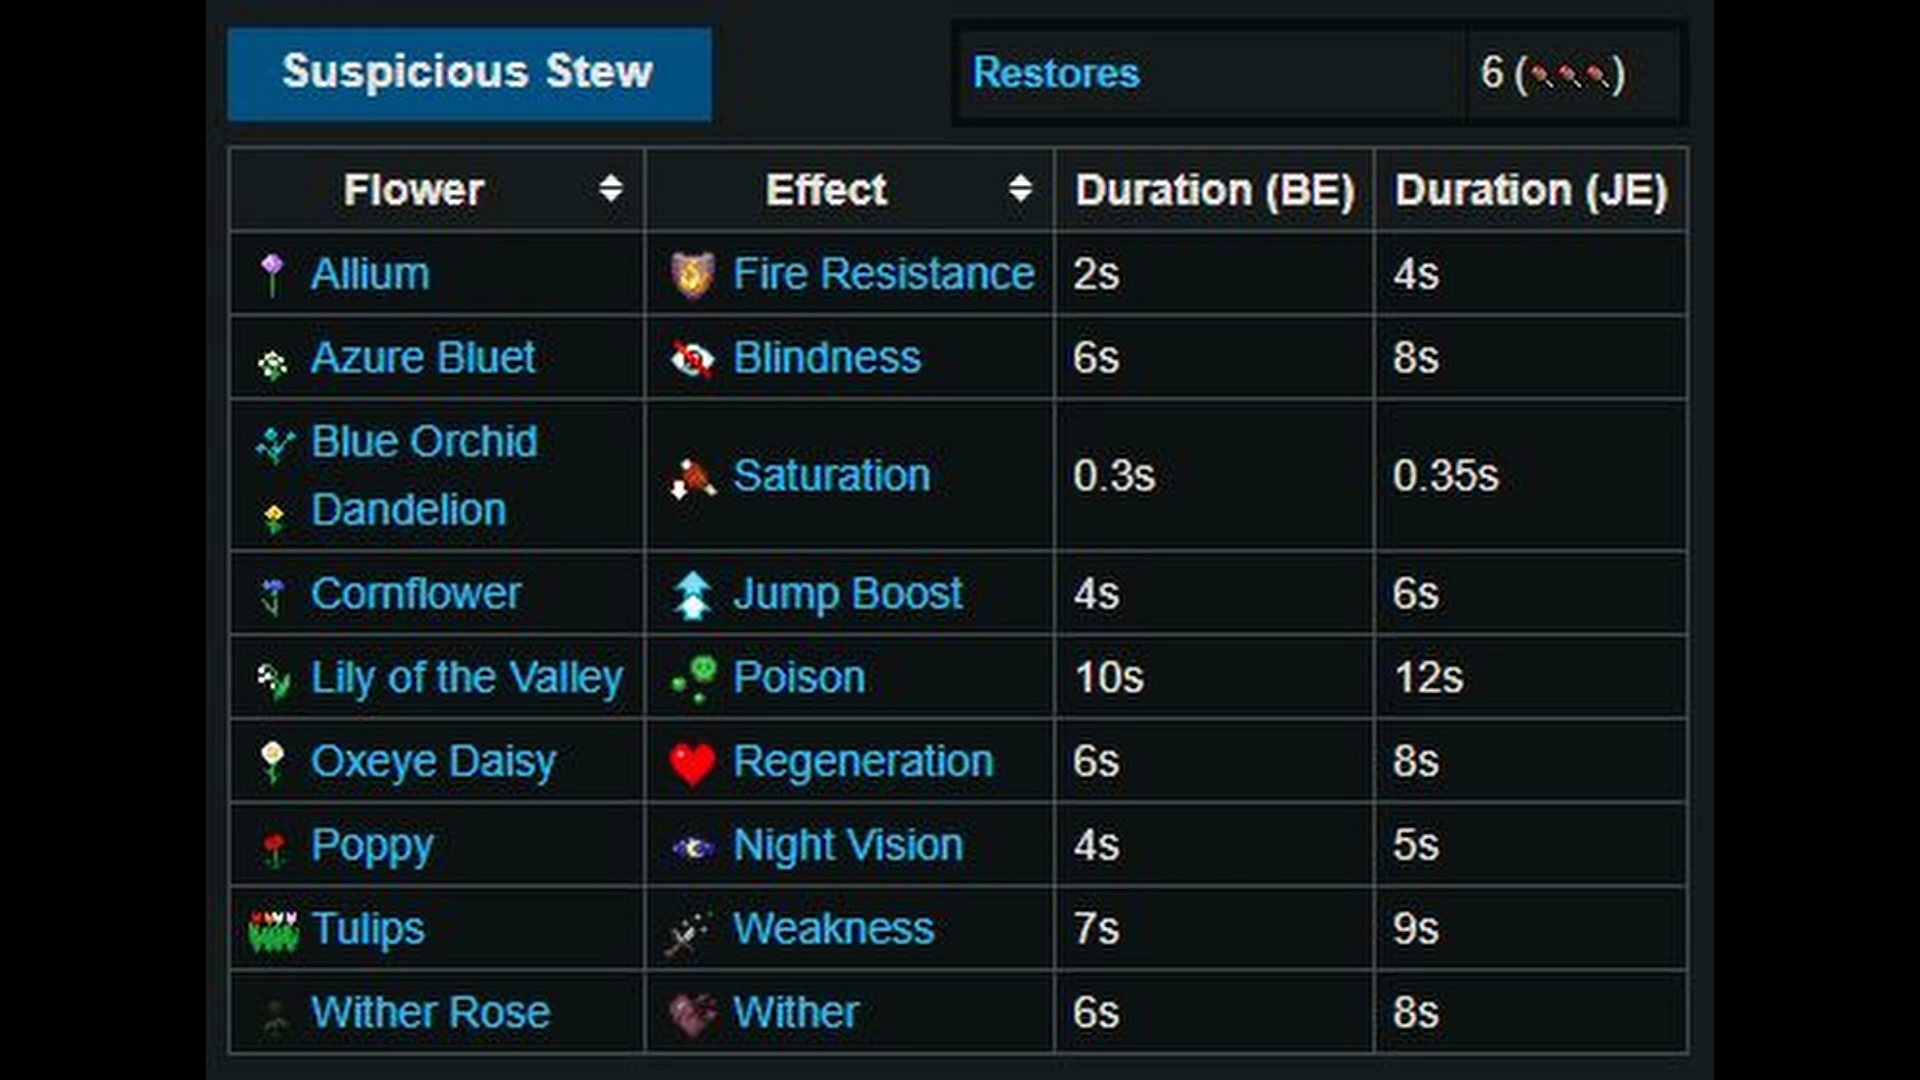 Suspicious Stew
Restores 6 ()
Flower Effect Duration (BE) Duration (JE)
Allium Fire Resistance 2s 4s
Azure Bluet Blindness 6s 8s
Blue Orchid
Dandelion Saturation 0.3s 0.35s
Cornflower Jump Boost 4s 6s
Lily of the Valley Poison 10s 12s
Oxeye Daisy Regeneration 6s 8s
Poppy Night Vision 4s 5s
Tulips Weakness 7s 9s
Wither Rose Wither 6s 8s